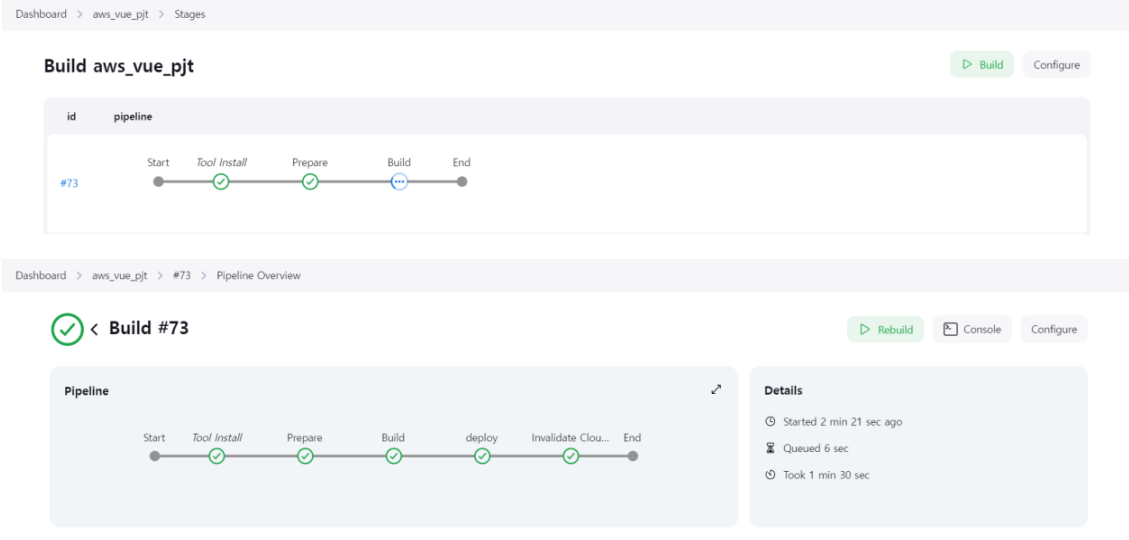 Dashboard > aws_vue_pjt > Stages
Build aws_vue_pjt
Build Configure
id pipeline
Start Tool Install Prepare Build End
#73
Dashboard > aws_vue_pjt > #73 > Pipeline Overview
Build #73
Rebuild Console Configure
Pipeline
Start Tool Install Prepare Build deploy Invalidate Clou... End
Details
Started 2 min 21 sec ago
Queued 6 sec
Took 1 min 30 sec